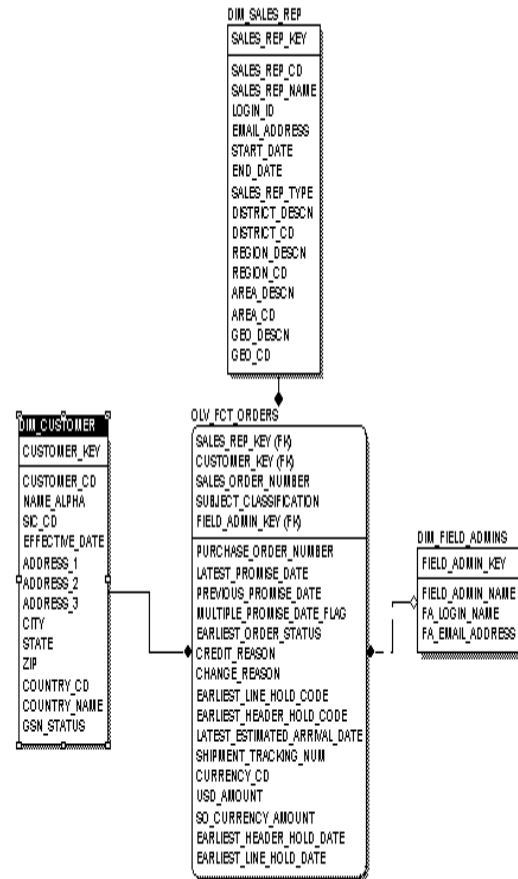 DIM_SALES_REP
SALES_REP_KEY
SALES_REP_CD
SALES_REP_NAME
LOGIN_ID
EMAIL_ADDRESS
START_DATE
END_DATE
SALES_REP_TYPE
DISTRICT_DESCN
DISTRICT_CD
REGION_DESCN
REGION_CD
AREA_DESCN
AREA_CD
GEO_DESCN
GEO_CD
DIM_CUSTOMER
CUSTOMER_KEY
CUSTOMER_CD
NAME_ALPHA
SIC_CD
EFFECTIVE_DATE
ADDRESS_1
ADDRESS_2
ADDRESS_3
CITY
STATE
ZIP
COUNTRY_CD
COUNTRY_NAME
GSN_STATUS
OLV_FCT_ORDERS
SALES_REP_KEY (FK)
CUSTOMER_KEY (FK)
SALES_ORDER_NUMBER
SUBJECT_CLASSIFICATION
FIELD_ADMIN_KEY (FK)
PURCHASE_ORDER_NUMBER
LATEST_PROMISE_DATE
PREVIOUS_PROMISE_DATE
MULTIPLE_PROMISE_DATE_FLAG
EARLIEST_ORDER_STATUS
CREDIT_REASON
CHANGE_REASON
EARLIEST_LINE_HOLD_CODE
EARLIEST_HEADER_HOLD_CODE
LATEST_ESTIMATED_ARRIVAL_DATE
SHIPMENT_TRACKING_NUM
CURRENCY_CD
USD_AMOUNT
SO_CURRENCY_AMOUNT
EARLIEST_HEADER_HOLD_DATE
EARLIEST_LINE_HOLD_DATE
DIM_FIELD_ADMINS
FIELD_ADMIN_KEY
FIELD_ADMIN_NAME
FA_LOGIN_NAME
FA_EMAIL_ADDRESS